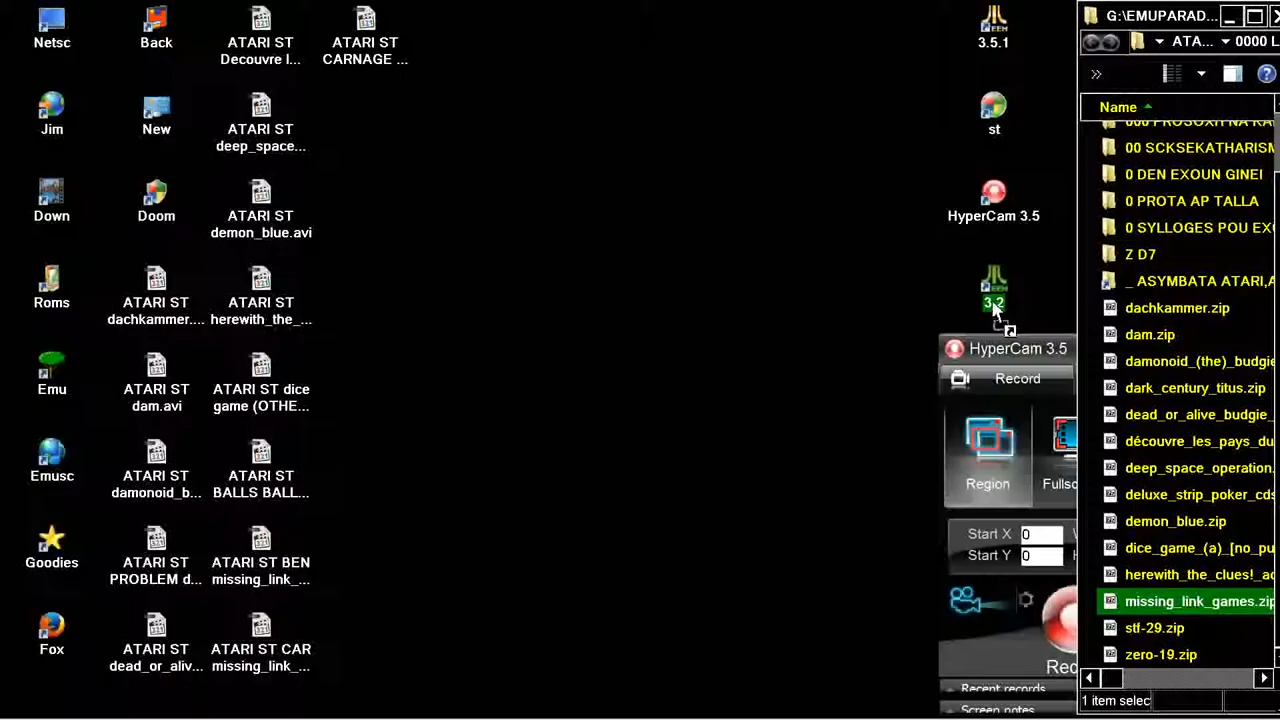 Netsc
Back
ATARI ST
Decouvre l...
ATARI ST
CARNAGE ...
Jim
New
ATARI ST
deep_space...
Down
Doom
ATARI ST
demon_blue.avi
Roms
ATARI ST
dachkammer....
ATARI ST
herewith_the_...
Emu
ATARI ST
dam.avi
ATARI ST dice
game (OTHE...
Emusc
ATARI ST
damonoid_b...
ATARI ST
BALLS BALL...
Goodies
ATARI ST
PROBLEM d...
ATARI ST BEN
missing_link_...
Fox
ATARI ST
dead_or_aliv...
ATARI ST CAR
missing_link_...
3.5.1
st
HyperCam 3.5
3.2
HyperCam 3.5
Record
Region
Fullsc
Start X 0
Start Y 0
Rec
Recent records
Screen notes
G:\EMUPARAD...
ATA... 0000 L
Name
000 PROSOXH NA KA
00 SCKSEKATHARISM
0 DEN EXOUN GINEI
0 PROTA AP TALLA
0 SYLLOGES POU EXO
Z D7
_ ASYMBATA ATARI,A
dachkammer.zip
dam.zip
damonoid_(the)_budgie
dark_century_titus.zip
dead_or_alive_budgie_
découvre_les_pays_du
deep_space_operation.
deluxe_strip_poker_cds
demon_blue.zip
dice_game_(a)_[no_pu
herewith_the_clues!_ac
missing_link_games.zip
stf-29.zip
zero-19.zip
1 item selec